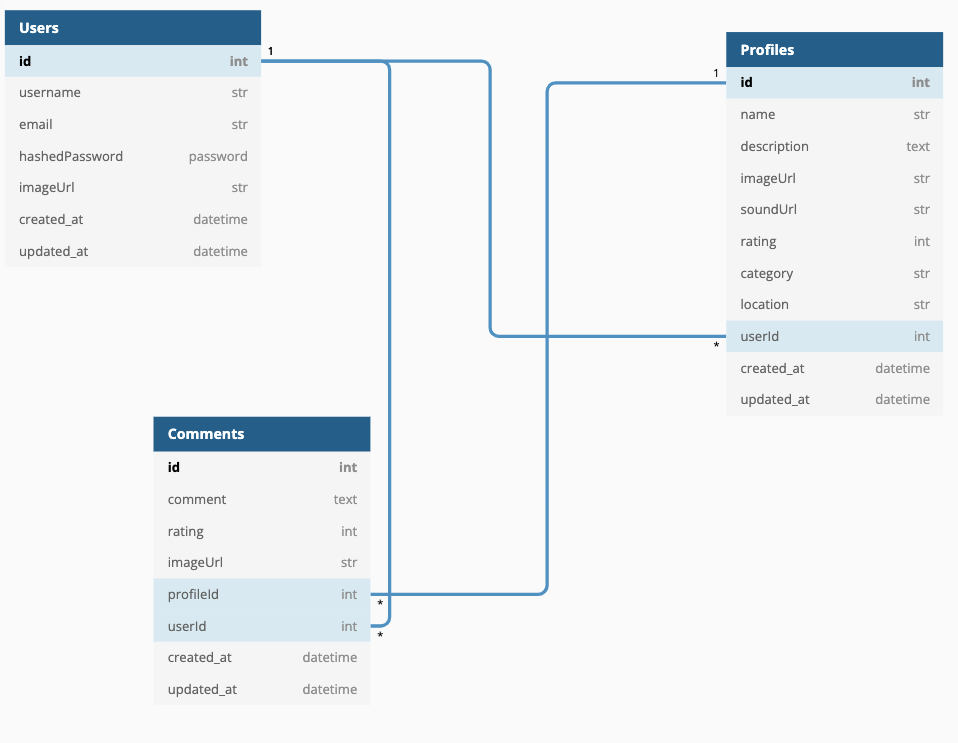 Users
id int
username str
email str
hashedPassword password
imageUrl str
created_at datetime
updated_at datetime
1
Profiles
1
id int
name str
description text
imageUrl str
soundUrl str
rating int
category str
location str
userId int
*
created_at datetime
updated_at datetime
Comments
id int
comment text
rating int
imageUrl str
profileId int
*
userId int
*
created_at datetime
updated_at datetime